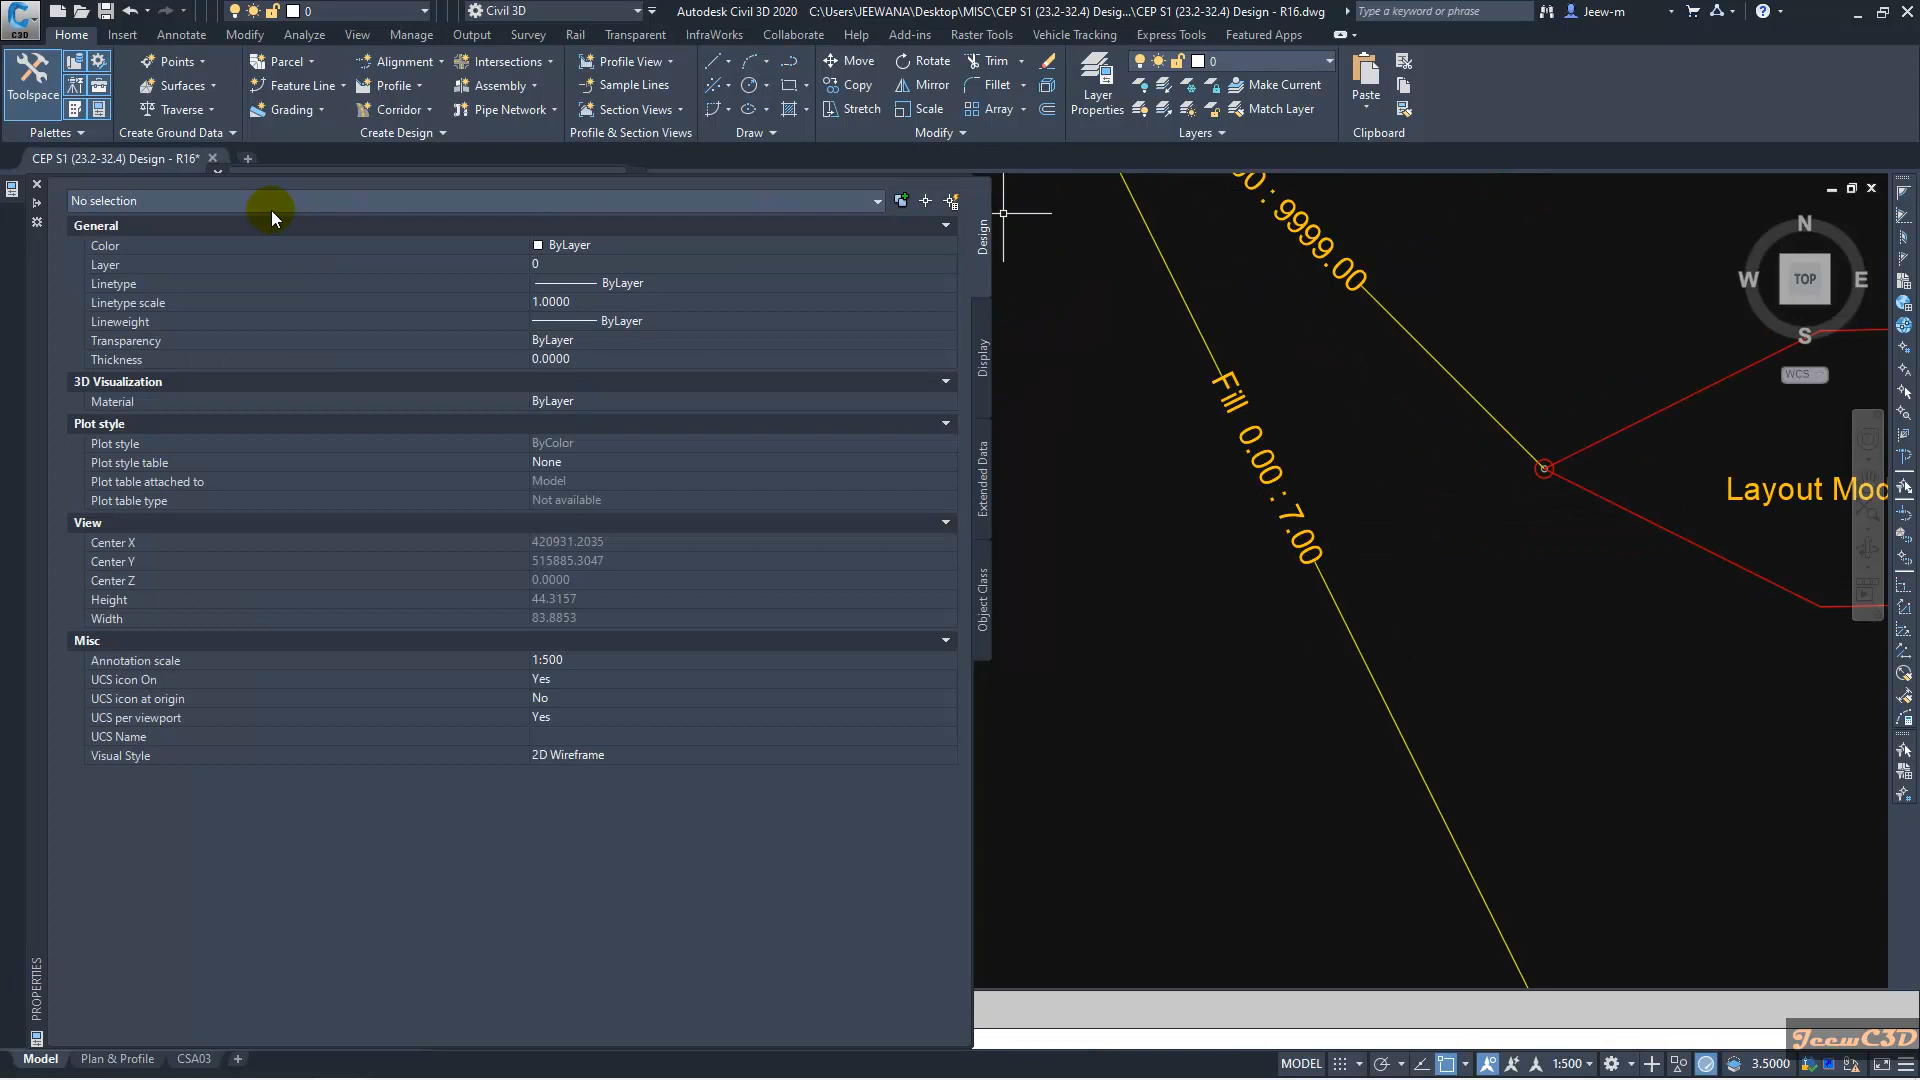 0
Civil 3D
Autodesk Civil 3D 2020
C:\Users\JEEWANA\Desktop\MISC\CEP S1 (23.2-32.4) Desig...\CEP S1 (23.2-32.4) Design - R16.dwg
Type a keyword or phrase
Jeew-m
C3D
Home Insert Annotate Modify Analyze View Manage Output Survey Rail Transparent InfraWorks Collaborate Help Add-ins Raster Tools Vehicle Tracking Express Tools Featured Apps
Points Parcel Alignment Intersections Profile View Move Rotate Trim 0
Surfaces Feature Line Profile Assembly Sample Lines Copy Mirror Fillet Make Current
Traverse Grading Corridor Pipe Network Section Views Stretch Scale Array Match Layer
Toolspace
Layer
Properties
Paste
Palettes Create Ground Data Create Design Profile & Section Views Draw Modify Layers Clipboard
CEP S1 (23.2-32.4) Design - R16*
No selection
General
Color ByLayer
Layer 0
Linetype ByLayer
Linetype scale 1.0000
Lineweight ByLayer
Transparency ByLayer
Thickness 0.0000
3D Visualization
Material ByLayer
Plot style
Plot style ByColor
Plot style table None
Plot table attached to Model
Plot table type Not available
View
Center X 420931.2035
Center Y 515885.3047
Center Z 0.0000
Height 44.3157
Width 83.8853
Misc
Annotation scale 1:500
UCS icon On Yes
UCS icon at origin No
UCS per viewport Yes
UCS Name
Visual Style 2D Wireframe
Design
Display
Extended Data
Object Class
PROPERTIES
: 9999.00
Fill 0.00 : 7.00
Layout Mod
N
W TOP E
S
WCS
JeewC3D
Model Plan & Profile CSA03
MODEL 1:500 3.5000